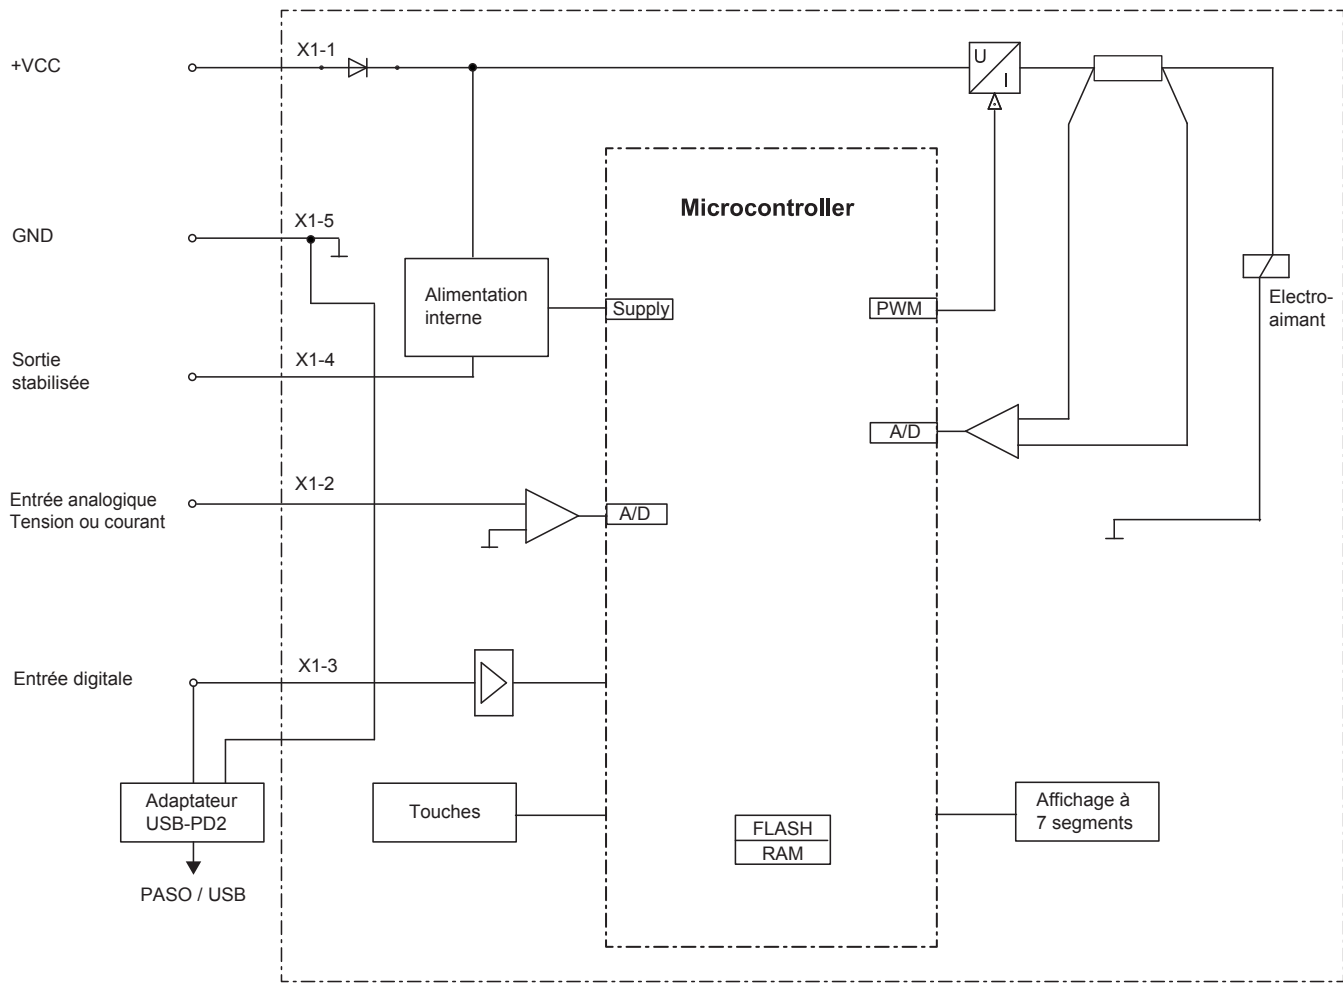 +VCC
X1-1
U
I
Microcontroller
GND
X1-5
Alimentation
interne
Supply
PWM
Electro-
aimant
Sortie
stabilisée
X1-4
A/D
Entrée analogique
Tension ou courant
X1-2
A/D
Entrée digitale
X1-3
Adaptateur
USB-PD2
Touches
FLASH
RAM
Affichage à
7 segments
PASO / USB